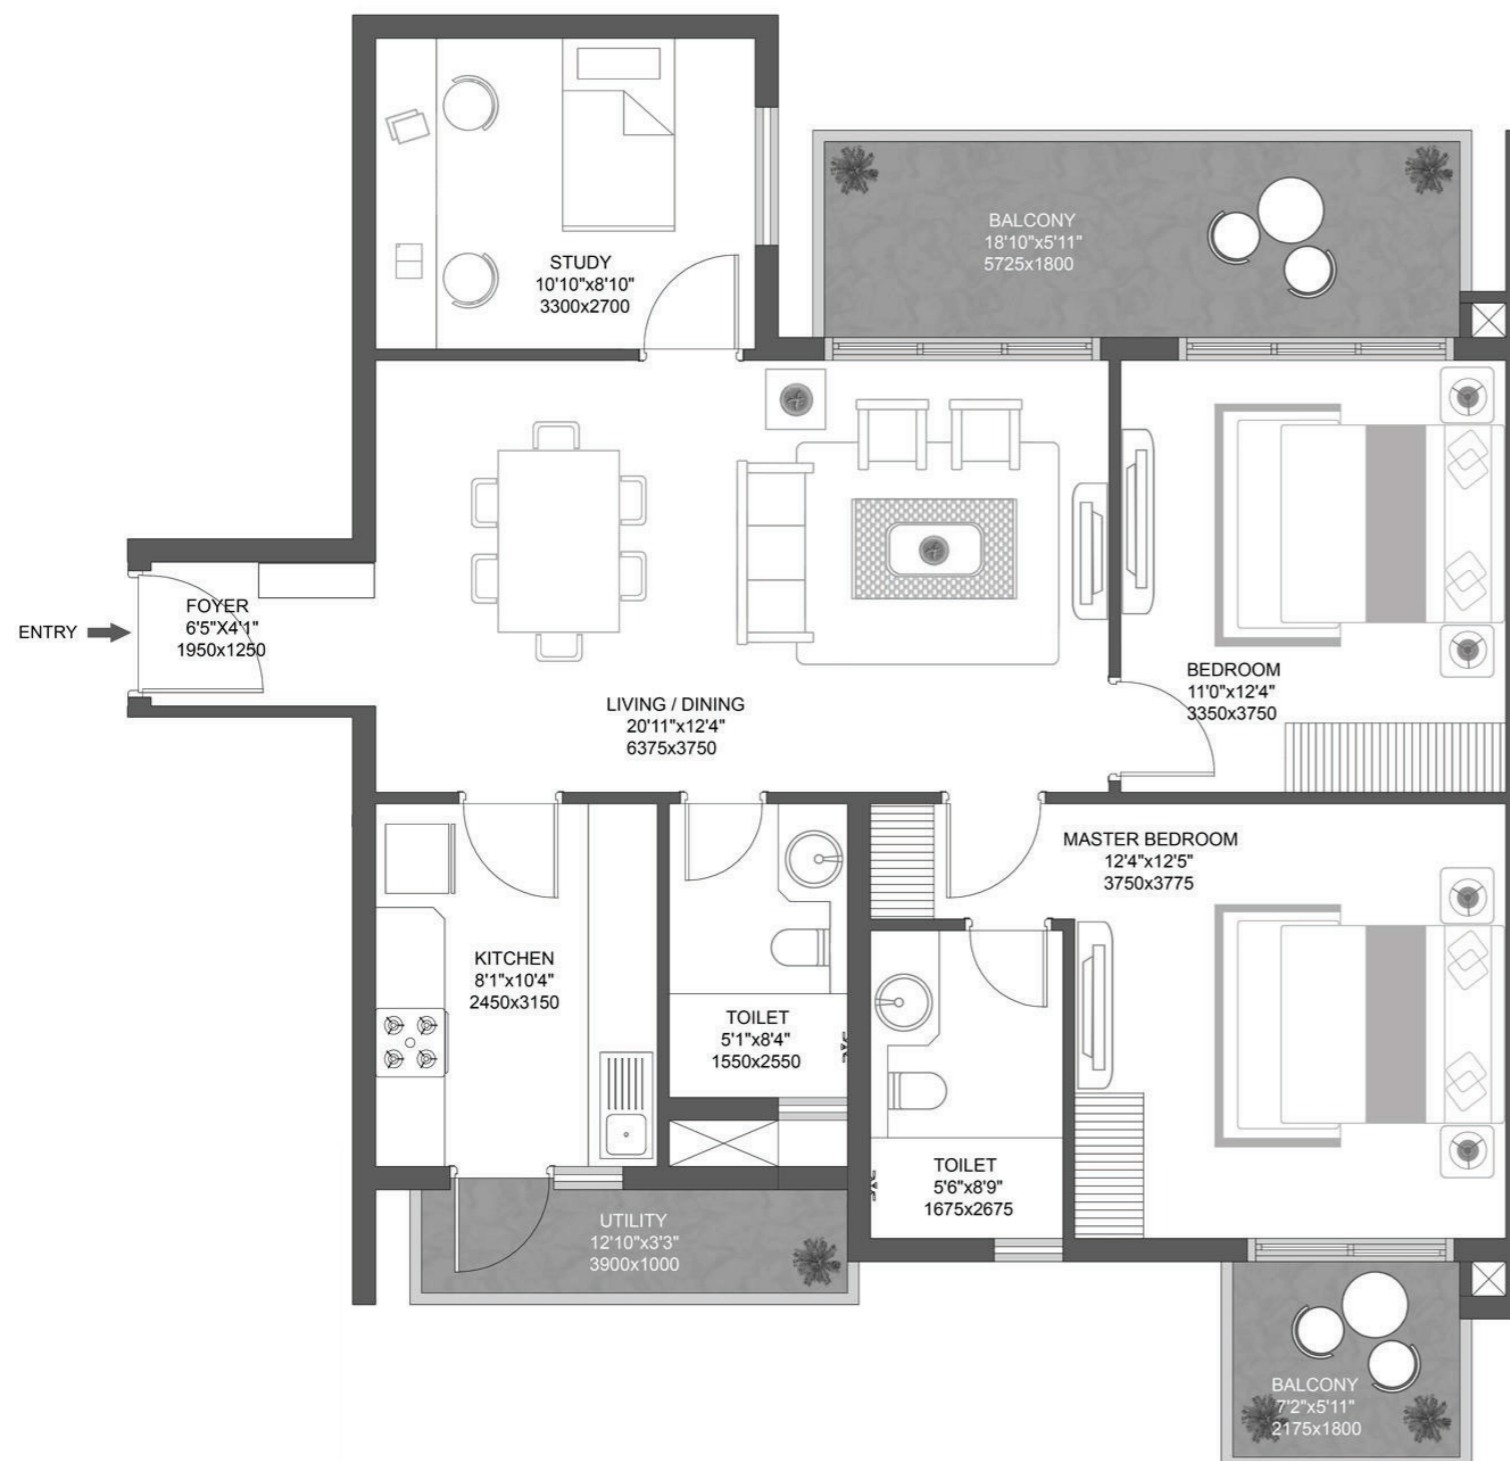 BALCONY
18'10"x5'11"
5725x1800
STUDY
10'10"x8'10"
3300x2700
FOYER
6'5"X4'1"
1950x1250
ENTRY
BEDROOM
11'0"x12'4"
3350x3750
LIVING / DINING
20'11"x12'4"
6375x3750
MASTER BEDROOM
12'4"x12'5"
3750x3775
KITCHEN
8'1"x10'4"
2450x3150
TOILET
5'1"x8'4"
1550x2550
TOILET
5'6"x8'9"
1675x2675
UTILITY
12'10"x3'3"
3900x1000
BALCONY
7'2"x5'11"
2175x1800